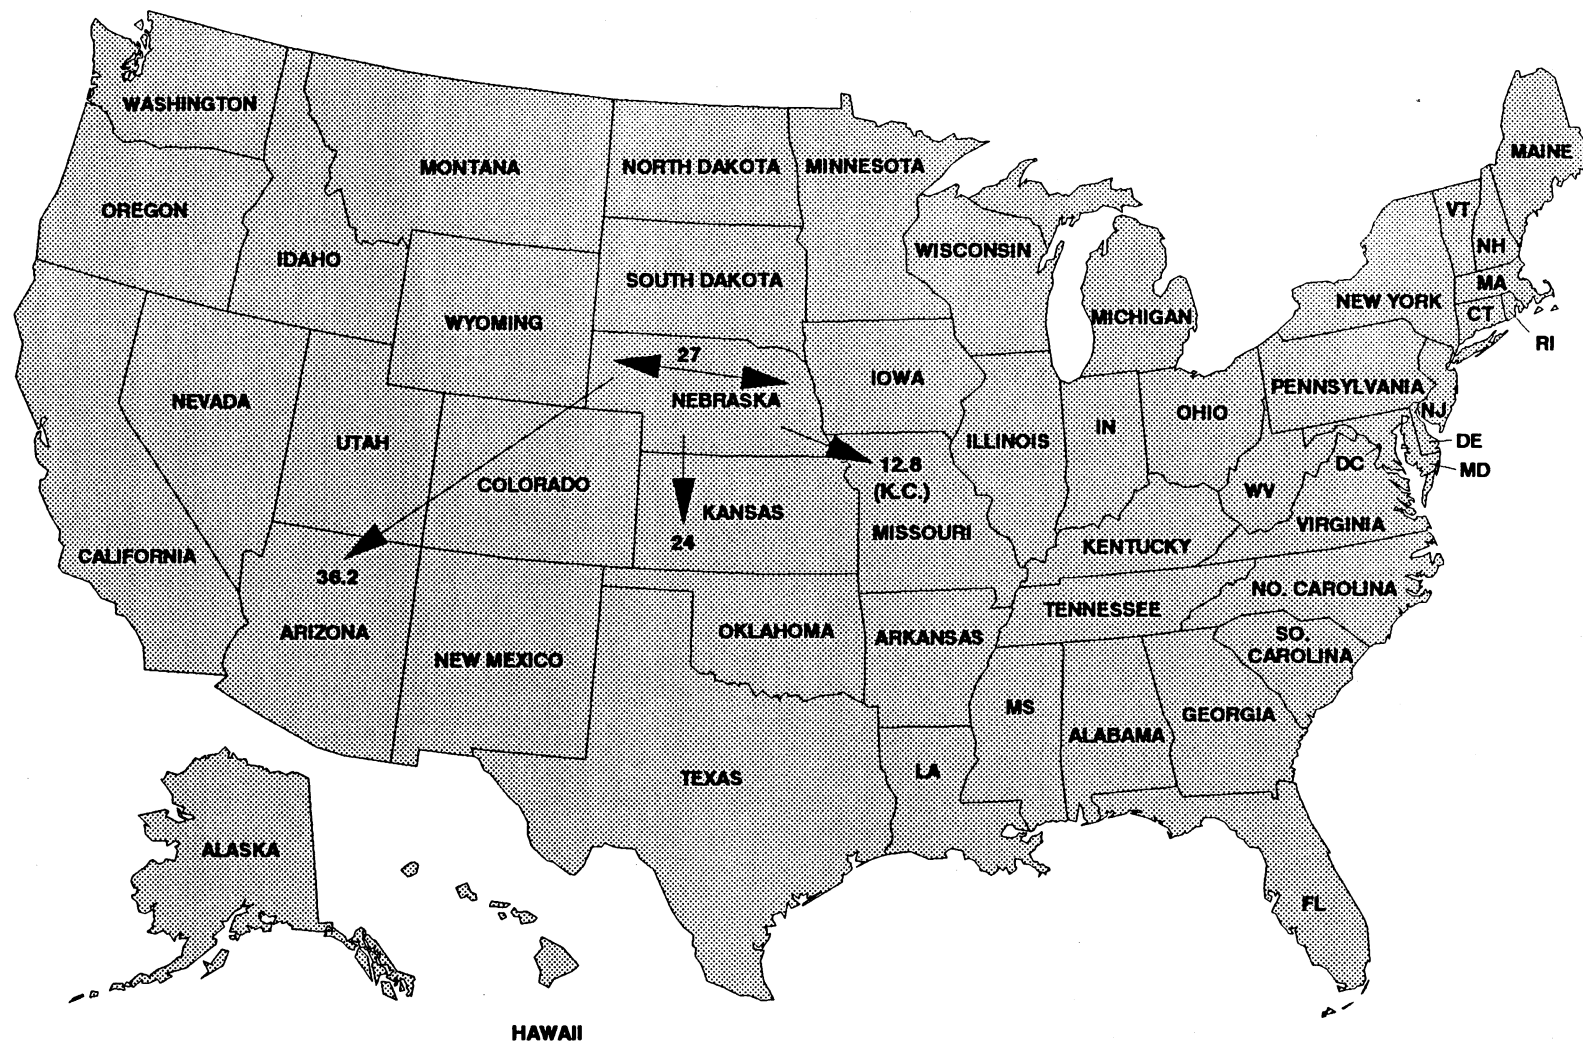 WASHINGTON
MONTANA
NORTH DAKOTA
MINNESOTA
MAINE
OREGON
VT
IDAHO
WISCONSIN
NH
SOUTH DAKOTA
MA
WYOMING
NEW YORK
MICHIGAN
CT
RI
27
IOWA
PENNSYLVANIA
NEVADA
NEBRASKA
OHIO
NJ
UTAH
ILLINOIS
IN
DE
12.8
(K.C.)
DC
MD
COLORADO
WV
KANSAS
MISSOURI
VIRGINIA
24
KENTUCKY
CALIFORNIA
36.2
NO. CAROLINA
TENNESSEE
ARIZONA
OKLAHOMA
ARKANSAS
SO.
CAROLINA
NEW MEXICO
MS
GEORGIA
ALABAMA
TEXAS
LA
ALASKA
FL
HAWAII